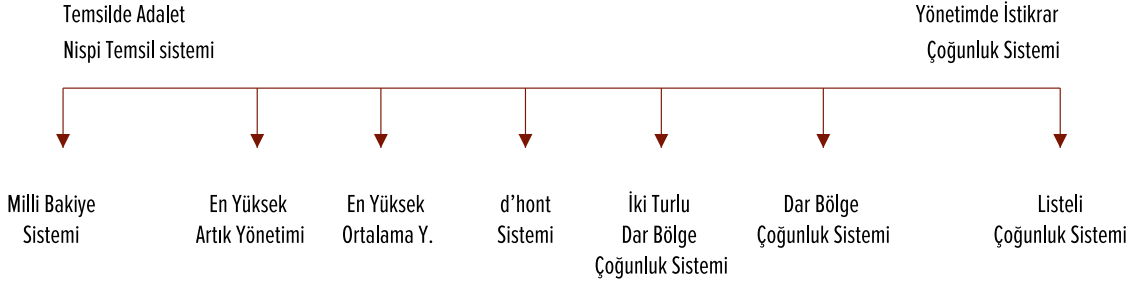 Temsilde Adalet
Nispi Temsil sistemi
Yönetimde İstikrar
Çoğunluk Sistemi
Milli Bakiye
Sistemi
En Yüksek
Artık Yönetimi
En Yüksek
Ortalama Y.
d'hont
Sistemi
İki Turlu
Dar Bölge
Çoğunluk Sistemi
Dar Bölge
Çoğunluk Sistemi
Listeli
Çoğunluk Sistemi